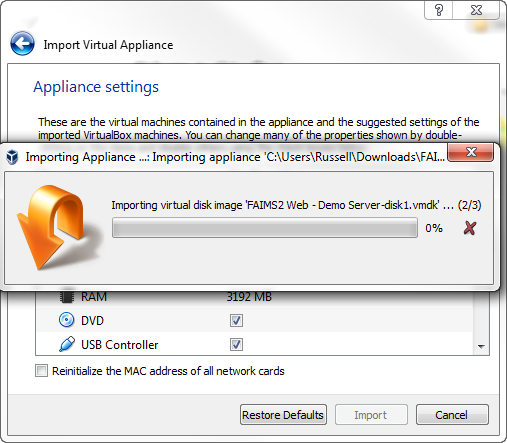 Import Virtual Appliance
Appliance settings
These are the virtual machines contained in the appliance and the suggested settings of the
imported VirtualBox machines. You can change many of the properties shown by double-
Importing Appliance ...: Importing appliance 'C:\Users\Russell\Downloads\FAI...
Importing virtual disk image 'FAIMS2 Web - Demo Server-disk1.vmdk' ... (2/3)
0%
RAM 3192 MB
DVD
USB Controller
Reinitialize the MAC address of all network cards
Restore Defaults Import Cancel